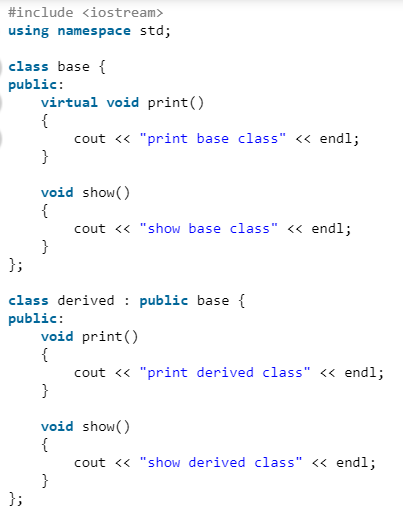 #include <iostream>
using namespace std;

class base {
public:
    virtual void print()
    {
        cout << "print base class" << endl;
    }

    void show()
    {
        cout << "show base class" << endl;
    }
};

class derived : public base {
public:
    void print()
    {
        cout << "print derived class" << endl;
    }

    void show()
    {
        cout << "show derived class" << endl;
    }
};